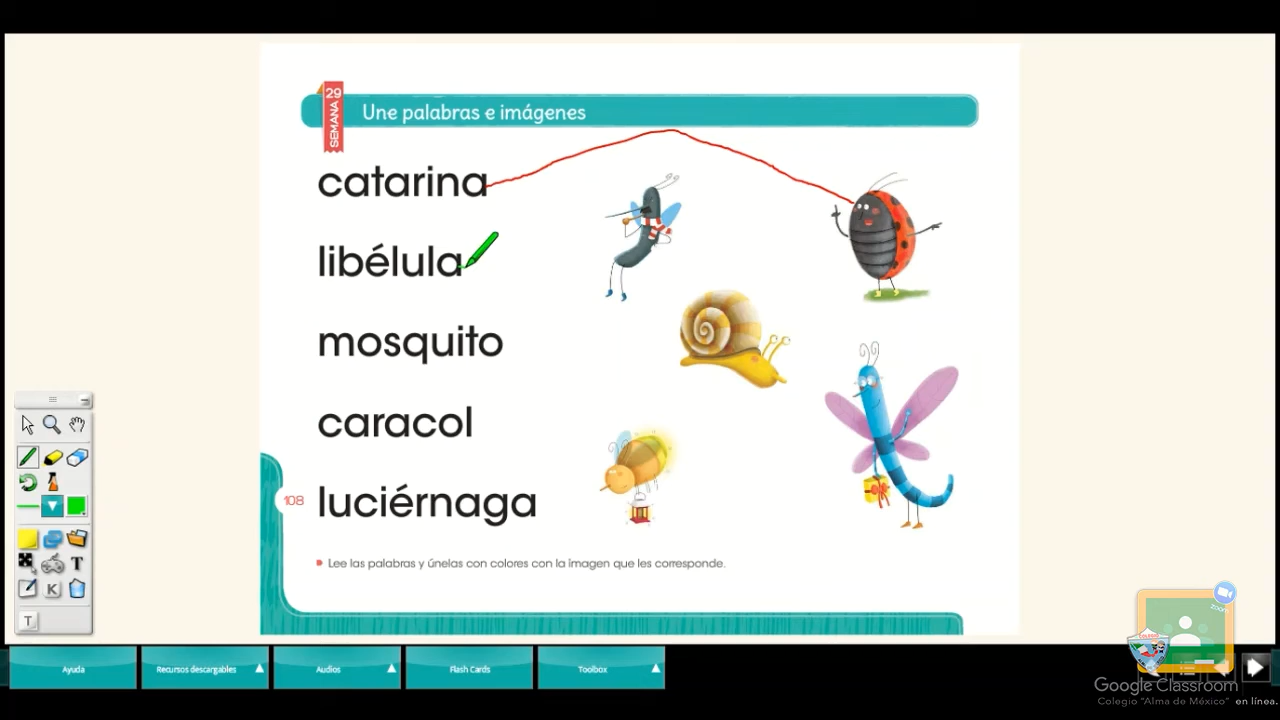 29
SEMANA
Une palabras e imágenes
catarina
libélula
mosquito
caracol
luciérnaga
108
Lee las palabras y únelas con colores con la imagen que les corresponde.
T
K
T
Ayuda
Recursos descargables
Audios
Flash Cards
Toolbox
zoom
COLEGIO
Google Classroom
Colegio "Alma de México" en línea.